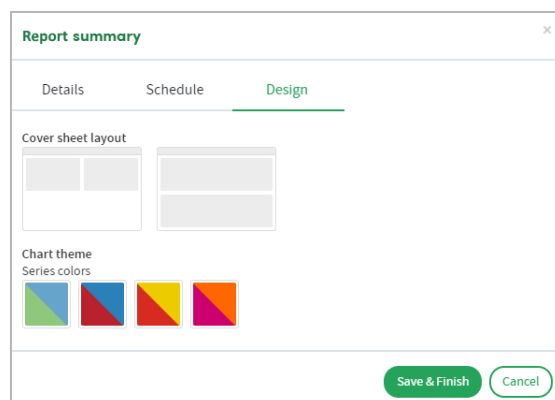 Report summary
×
Details Schedule Design
Cover sheet layout
Chart theme
Series colors
Save & Finish Cancel